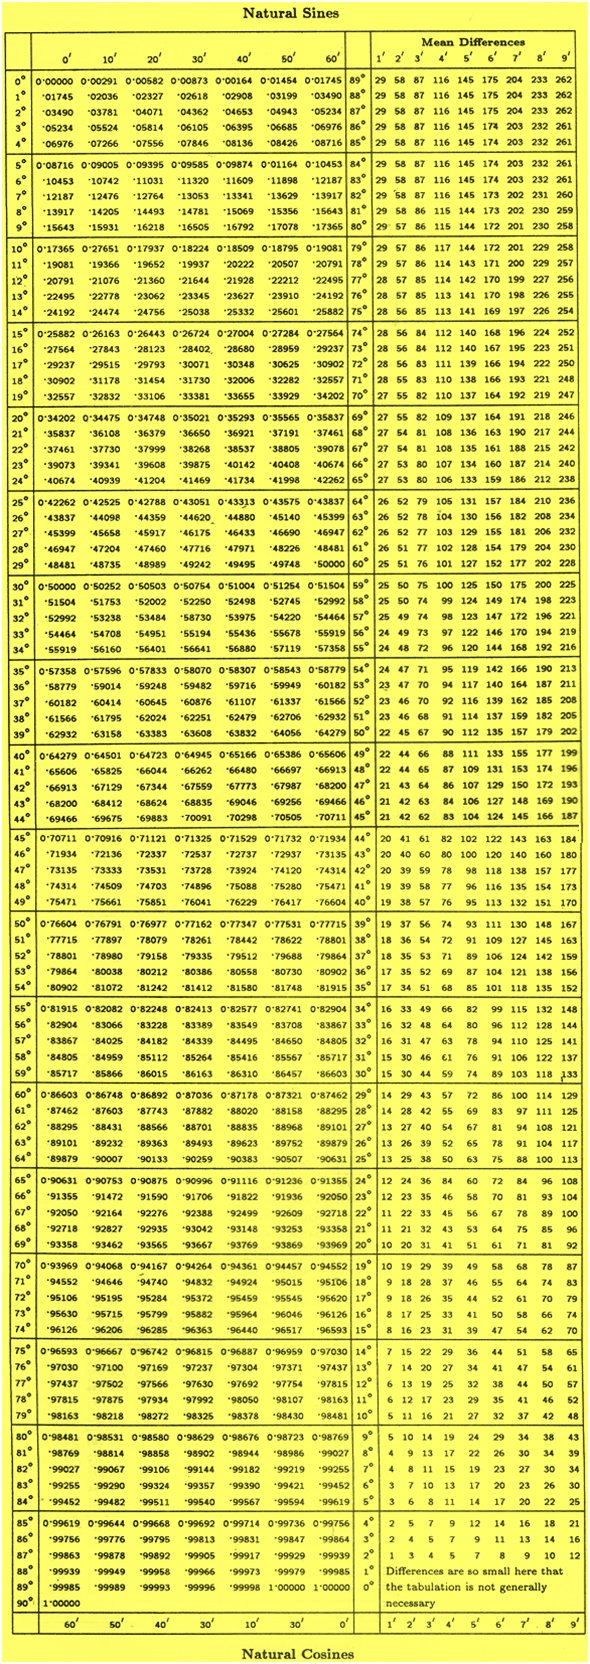 Natural Sines
Mean Differences
0′ 10′ 20′ 30′ 40′ 50′ 60′ 1′ 2′ 3′ 4′ 5′ 6′ 7′ 8′ 9′
0° 0·00000 0·00291 0·00582 0·00873 0·00164 0·01454 0·01745 89° 29 58 87 116 145 175 204 233 262
1° ·01745 ·02036 ·02327 ·02618 ·02908 ·03199 ·03490 88° 29 58 87 116 145 175 204 233 262
2° ·03490 ·03781 ·04071 ·04362 ·04653 ·04943 ·05234 87° 29 58 87 116 145 175 204 233 262
3° ·05234 ·05524 ·05814 ·06105 ·06395 ·06685 ·06976 86° 29 58 87 116 145 174 203 232 261
4° ·06976 ·07266 ·07556 ·07846 ·08136 ·08426 ·08716 85° 29 58 87 116 145 174 203 232 261
5° 0·08716 0·09005 0·09395 0·09585 0·09874 0·01164 0·10453 84° 29 58 87 116 145 174 203 232 261
6° ·10453 ·10742 ·11031 ·11320 ·11609 ·11898 ·12187 83° 29 58 87 116 145 174 203 232 261
7° ·12187 ·12476 ·12764 ·13053 ·13341 ·13629 ·13917 82° 29 58 87 116 145 173 202 231 260
8° ·13917 ·14205 ·14493 ·14781 ·15069 ·15356 ·15643 81° 29 58 86 115 144 173 202 230 259
9° ·15643 ·15931 ·16218 ·16505 ·16792 ·17078 ·17365 80° 29 57 86 115 144 172 201 230 258
10° 0·17365 0·27651 0·17937 0·18224 0·18509 0·18795 0·19081 79° 29 57 86 117 144 172 201 229 258
11° ·19081 ·19366 ·19652 ·19937 ·20222 ·20507 ·20791 78° 29 57 86 114 143 171 200 229 257
12° ·20791 ·21076 ·21360 ·21644 ·21928 ·22212 ·22495 77° 28 57 85 114 142 170 199 227 256
13° ·22495 ·22778 ·23062 ·23345 ·23627 ·23910 ·24192 76° 28 57 85 113 141 170 198 226 255
14° ·24192 ·24474 ·24756 ·25038 ·25332 ·25601 ·25882 75° 28 56 85 113 141 169 197 226 254
15° 0·25882 0·26163 0·26443 0·26724 0·27004 0·27284 0·27564 74° 28 56 84 112 140 168 196 224 252
16° ·27564 ·27843 ·28123 ·28402 ·28680 ·28959 ·29237 73° 28 56 84 112 140 167 195 223 251
17° ·29237 ·29515 ·29793 ·30071 ·30348 ·30625 ·30902 72° 28 56 83 111 139 166 194 222 250
18° ·30902 ·31178 ·31454 ·31730 ·32006 ·32282 ·32557 71° 28 55 83 110 138 166 193 221 248
19° ·32557 ·32832 ·33106 ·33381 ·33655 ·33929 ·34202 70° 27 55 82 110 137 164 192 219 247
20° 0·34202 0·34475 0·34748 0·35021 0·35293 0·35565 0·35837 69° 27 55 82 109 137 164 191 218 246
21° ·35837 ·36108 ·36379 ·36650 ·36921 ·37191 ·37461 68° 27 54 81 108 136 163 190 217 244
22° ·37461 ·37730 ·37999 ·38268 ·38537 ·38805 ·39078 67° 27 54 81 108 135 161 188 215 242
23° ·39073 ·39341 ·39608 ·39875 ·40142 ·40408 ·40674 66° 27 53 80 107 134 160 187 214 240
24° ·40674 ·40939 ·41204 ·41469 ·41734 ·41998 ·42262 65° 27 53 80 106 133 159 186 212 238
25° 0·42262 0·42525 0·42788 0·43051 0·43313 0·43575 0·43837 64° 26 52 79 105 131 157 184 210 236
26° ·43837 ·44098 ·44359 ·44620 ·44880 ·45140 ·45399 63° 26 52 78 104 130 156 182 208 234
27° ·45399 ·45658 ·45917 ·46175 ·46433 ·46690 ·46947 62° 26 52 77 103 129 155 181 206 232
28° ·46947 ·47204 ·47460 ·47716 ·47971 ·48226 ·48481 61° 26 51 77 102 128 154 179 204 230
29° ·48481 ·48735 ·48989 ·49242 ·49495 ·49748 ·50000 60° 25 51 76 101 127 152 177 202 228
30° 0·50000 0·50252 0·50503 0·50754 0·51004 0·51254 0·51504 59° 25 50 75 100 125 150 175 200 225
31° ·51504 ·51753 ·52002 ·52250 ·52498 ·52745 ·52992 58° 25 50 74 99 124 149 174 198 223
32° ·52992 ·53238 ·53484 ·58730 ·53975 ·54220 ·54464 57° 25 49 74 98 123 147 172 196 221
33° ·54464 ·54708 ·54951 ·55194 ·55436 ·55678 ·55919 56° 24 49 73 97 122 146 170 194 219
34° ·55919 ·56160 ·56401 ·56641 ·56880 ·57119 ·57358 55° 24 48 72 96 120 144 168 192 216
35° 0·57358 0·57596 0·57833 0·58070 0·58307 0·58543 0·58779 54° 24 47 71 95 119 142 166 190 213
36° ·58779 ·59014 ·59248 ·59482 ·59716 ·59949 ·60182 53° 23 47 70 94 117 140 164 187 211
37° ·60182 ·60414 ·60645 ·60876 ·61107 ·61337 ·61566 52° 23 46 70 92 116 139 162 185 208
38° ·61566 ·61795 ·62024 ·62251 ·62479 ·62706 ·62932 51° 23 46 68 91 114 137 159 182 205
39° ·62932 ·63158 ·63383 ·63608 ·63832 ·64056 ·64279 50° 22 45 67 90 112 135 157 179 202
40° 0·64279 0·64501 0·64723 0·64945 0·65166 0·65386 0·65606 49° 22 44 66 88 111 133 155 177 199
41° ·65606 ·65825 ·66044 ·66262 ·66480 ·66697 ·66913 48° 22 44 65 87 109 131 153 174 196
42° ·66913 ·67129 ·67344 ·67559 ·67773 ·67987 ·68200 47° 21 43 64 86 107 129 150 172 193
43° ·68200 ·68412 ·68624 ·68835 ·69046 ·69256 ·69466 46° 21 42 63 84 106 127 148 169 190
44° ·69466 ·69675 ·69883 ·70091 ·70298 ·70505 ·70711 45° 21 42 62 83 104 124 145 166 187
45° 0·70711 0·70916 0·71121 0·71325 0·71529 0·71732 0·71934 44° 20 41 61 82 102 122 143 163 184
46° ·71934 ·72136 ·72337 ·72537 ·72737 ·72937 ·73135 43° 20 40 60 80 100 120 140 160 180
47° ·73135 ·73333 ·73531 ·73728 ·73924 ·74120 ·74314 42° 20 39 59 78 98 118 138 157 177
48° ·74314 ·74509 ·74703 ·74896 ·75088 ·75280 ·75471 41° 19 39 58 77 96 116 135 154 173
49° ·75471 ·75661 ·75851 ·76041 ·76229 ·76417 ·76604 40° 19 38 57 76 95 113 132 151 170
50° 0·76604 0·76791 0·76977 0·77162 0·77347 0·77531 0·77715 39° 19 37 56 74 93 111 130 148 167
51° ·77715 ·77897 ·78079 ·78261 ·78442 ·78622 ·78801 38° 18 36 54 72 91 109 127 145 163
52° ·78801 ·78980 ·79158 ·79335 ·79512 ·79688 ·79864 37° 18 35 53 71 89 106 124 142 159
53° ·79864 ·80038 ·80212 ·80386 ·80558 ·80730 ·80902 36° 17 35 52 69 87 104 121 138 156
54° ·80902 ·81072 ·81242 ·81412 ·81580 ·81748 ·81915 35° 17 34 51 68 85 101 118 135 152
55° 0·81915 0·82082 0·82248 0·82413 0·82577 0·82741 0·82904 34° 16 33 49 66 82 99 115 132 148
56° ·82904 ·83066 ·83228 ·83389 ·83549 ·83708 ·83867 33° 16 32 48 64 80 96 112 128 144
57° ·83867 ·84025 ·84182 ·84339 ·84495 ·84650 ·84805 32° 16 31 47 63 78 94 110 125 141
58° ·84805 ·84959 ·85112 ·85264 ·85416 ·85567 ·85717 31° 15 30 46 61 76 91 106 122 137
59° ·85717 ·85866 ·86015 ·86163 ·86310 ·86457 ·86603 30° 15 30 44 59 74 89 103 118 133
60° 0·86603 0·86748 0·86892 0·87036 0·87178 0·87321 0·87462 29° 14 29 43 57 72 86 100 114 129
61° ·87462 ·87603 ·87743 ·87882 ·88020 ·88158 ·88295 28° 14 28 42 55 69 83 97 111 125
62° ·88295 ·88431 ·88566 ·88701 ·88835 ·88968 ·89101 27° 13 27 40 54 67 81 94 108 121
63° ·89101 ·89232 ·89363 ·89493 ·89623 ·89752 ·89879 26° 13 26 39 52 65 78 91 104 117
64° ·89879 ·90007 ·90133 ·90259 ·90383 ·90507 ·90631 25° 13 25 38 50 63 75 88 100 113
65° 0·90631 0·90753 0·90875 0·90996 0·91116 0·91236 0·91355 24° 12 24 36 84 60 72 84 96 108
66° ·91355 ·91472 ·91590 ·91706 ·91822 ·91936 ·92050 23° 12 23 35 46 58 70 81 93 104
67° ·92050 ·92164 ·92276 ·92388 ·92499 ·92609 ·92718 22° 11 22 33 45 56 67 78 89 100
68° ·92718 ·92827 ·92935 ·93042 ·93148 ·93253 ·93358 21° 11 21 32 43 53 64 75 85 96
69° ·93358 ·93462 ·93565 ·93667 ·93769 ·93869 ·93969 20° 10 20 31 41 51 61 71 81 92
70° 0·93969 0·94068 0·94167 0·94264 0·94361 0·94457 0·94552 19° 10 19 29 39 49 58 68 78 87
71° ·94552 ·94646 ·94740 ·94832 ·94924 ·95015 ·95106 18° 9 18 28 37 46 55 64 74 83
72° ·95106 ·95195 ·95284 ·95372 ·95459 ·95545 ·95620 17° 9 18 26 35 44 52 61 70 79
73° ·95630 ·95715 ·95799 ·95882 ·95964 ·96046 ·96126 16° 8 17 25 33 41 50 58 66 74
74° ·96126 ·96206 ·96285 ·96363 ·96440 ·96517 ·96593 15° 8 16 23 31 39 47 54 62 70
75° 0·96593 0·96667 0·96742 0·96815 0·96887 0·96959 0·97030 14° 7 15 22 29 36 44 51 58 65
76° ·97030 ·97100 ·97169 ·97237 ·97304 ·97371 ·97437 13° 7 14 20 27 34 41 47 54 61
77° ·97437 ·97502 ·97566 ·97630 ·97692 ·97754 ·97815 12° 6 13 19 25 32 38 44 50 57
78° ·97815 ·97875 ·97934 ·97992 ·98050 ·98107 ·98163 11° 6 12 17 23 29 35 41 46 52
79° ·98163 ·98218 ·98272 ·98325 ·98378 ·98430 ·98481 10° 5 11 16 21 27 32 37 42 48
80° 0·98481 0·98531 0·98580 0·98629 0·98676 0·98723 0·98769 9° 5 10 14 19 24 29 34 38 43
81° ·98769 ·98814 ·98858 ·98902 ·98944 ·98986 ·99027 8° 4 9 13 17 22 26 30 34 39
82° ·99027 ·99067 ·99106 ·99144 ·99182 ·99219 ·99255 7° 4 8 11 15 19 23 27 30 34
83° ·99255 ·99290 ·99324 ·99357 ·99390 ·99421 ·99452 6° 3 7 10 13 17 20 23 26 30
84° ·99452 ·99482 ·99511 ·99540 ·99567 ·99594 ·99619 5° 3 6 8 11 14 17 20 22 25
85° 0·99619 0·99644 0·99668 0·99692 0·99714 0·99736 0·99756 4° 2 5 7 9 12 14 16 18 21
86° ·99756 ·99776 ·99795 ·99813 ·99831 ·99847 ·99864 3° 2 4 5 7 9 11 13 14 16
87° ·99863 ·99878 ·99892 ·99905 ·99917 ·99929 ·99939 2° 1 3 4 5 7 8 9 10 12
88° ·99939 ·99949 ·99958 ·99966 ·99973 ·99979 ·99985 1° Differences are so small here that
89° ·99985 ·99989 ·99993 ·99996 ·99998 1·00000 1·00000 0° the tabulation is not generally
90° 1·00000 necessary
60′ 50′ 40′ 30′ 20′ 10′ 0′ 1′ 2′ 3′ 4′ 5′ 6′ 7′ 8′ 9′
Natural Cosines